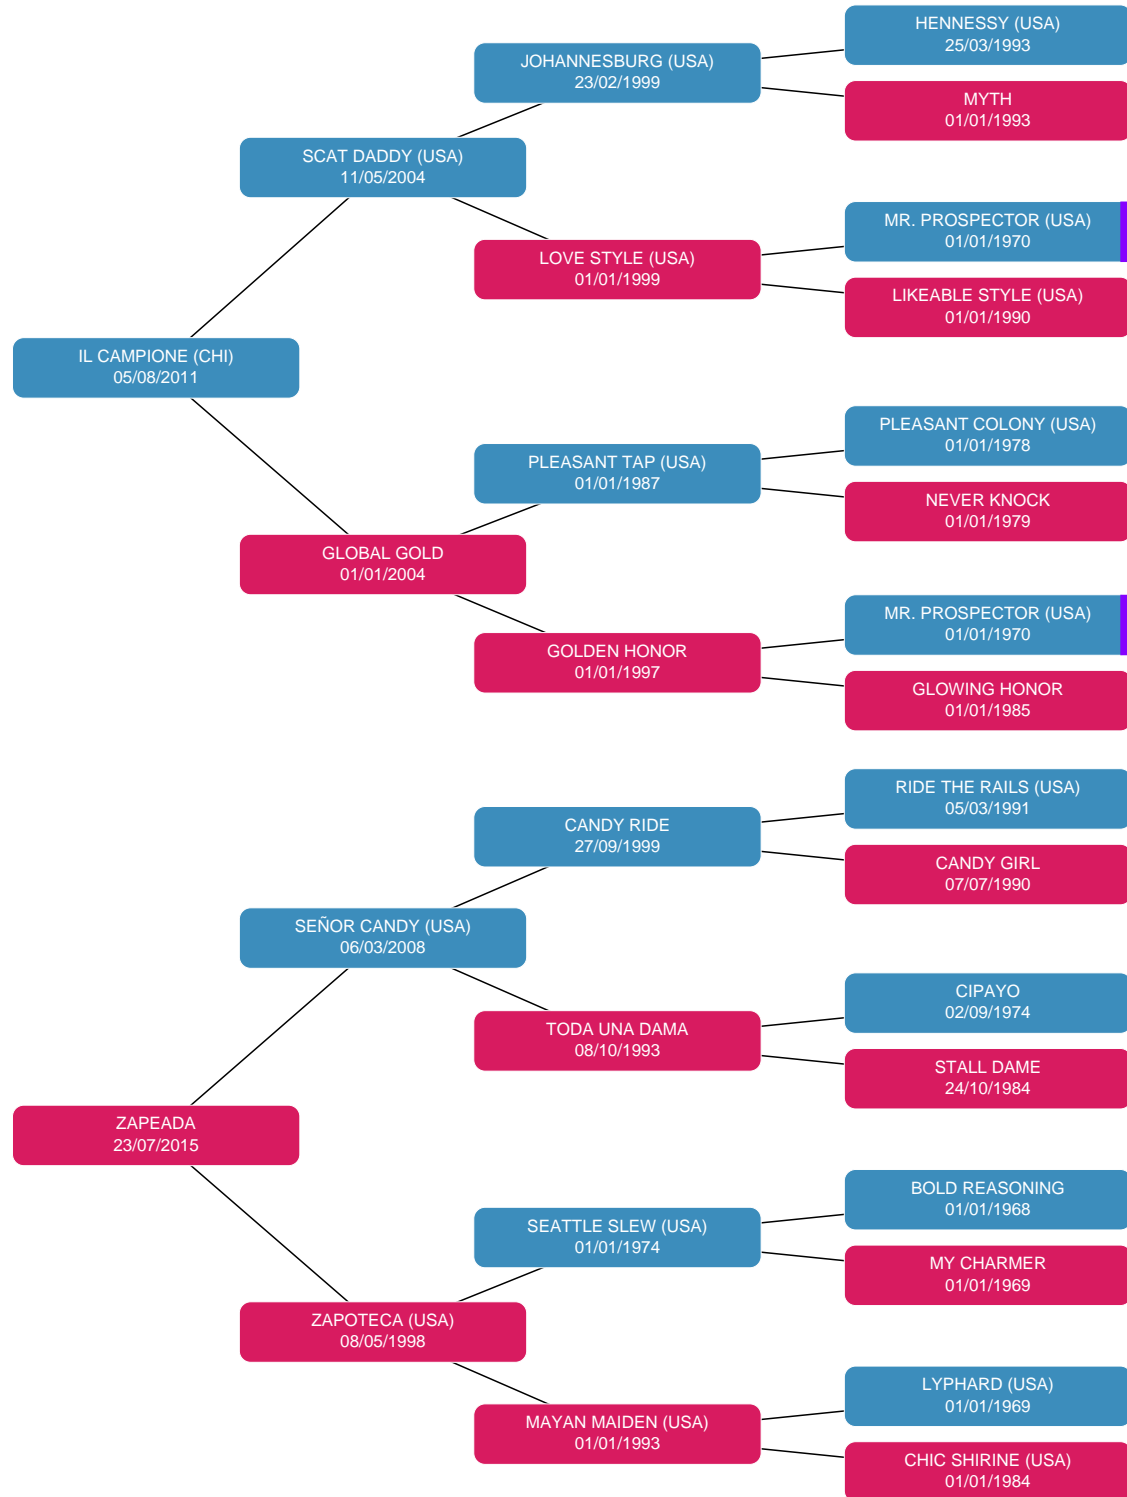 HENNESSY (USA)
25/03/1993
JOHANNESBURG (USA)
23/02/1999
MYTH
01/01/1993
SCAT DADDY (USA)
11/05/2004
MR. PROSPECTOR (USA)
01/01/1970
LOVE STYLE (USA)
01/01/1999
LIKEABLE STYLE (USA)
01/01/1990
IL CAMPIONE (CHI)
05/08/2011
PLEASANT COLONY (USA)
01/01/1978
PLEASANT TAP (USA)
01/01/1987
NEVER KNOCK
01/01/1979
GLOBAL GOLD
01/01/2004
MR. PROSPECTOR (USA)
01/01/1970
GOLDEN HONOR
01/01/1997
GLOWING HONOR
01/01/1985
RIDE THE RAILS (USA)
05/03/1991
CANDY RIDE
27/09/1999
CANDY GIRL
07/07/1990
SEÑOR CANDY (USA)
06/03/2008
CIPAYO
02/09/1974
TODA UNA DAMA
08/10/1993
STALL DAME
24/10/1984
ZAPEADA
23/07/2015
BOLD REASONING
01/01/1968
SEATTLE SLEW (USA)
01/01/1974
MY CHARMER
01/01/1969
ZAPOTECA (USA)
08/05/1998
LYPHARD (USA)
01/01/1969
MAYAN MAIDEN (USA)
01/01/1993
CHIC SHIRINE (USA)
01/01/1984